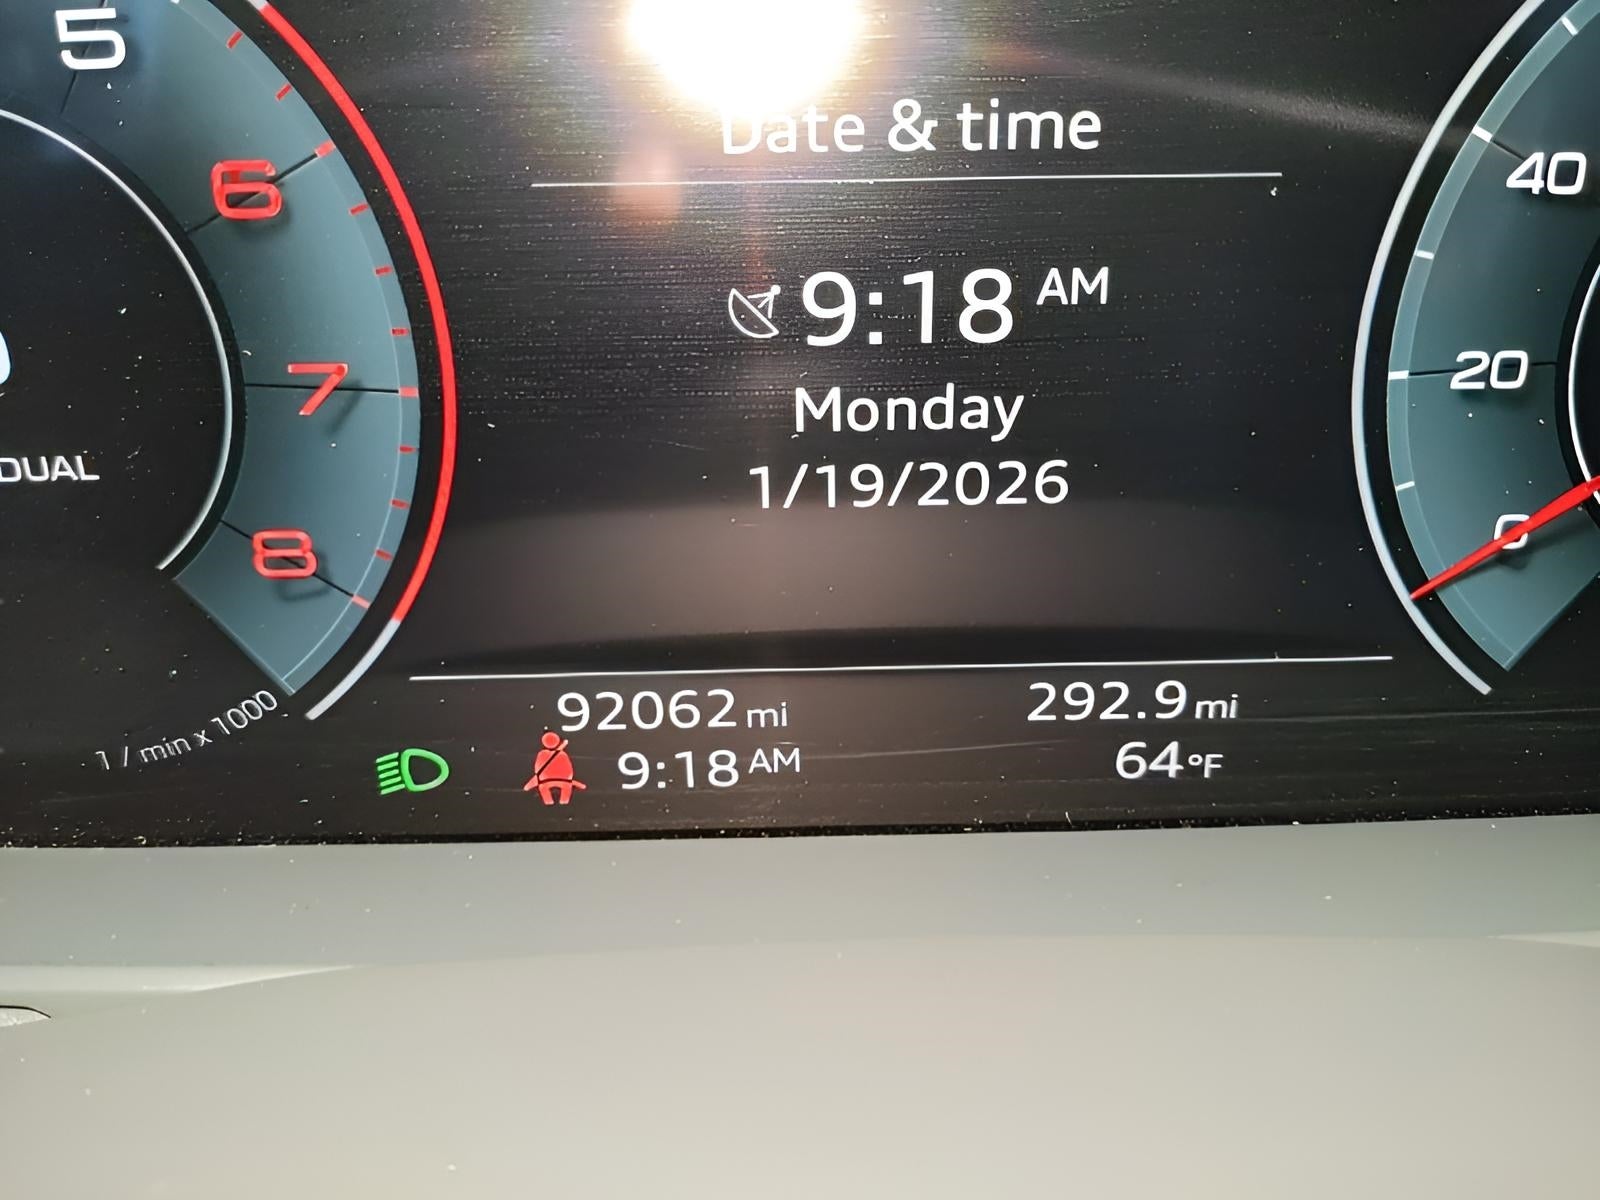 Date & time
9:18 AM
Monday
1/19/2026
92062 mi
292.9 mi
9:18 AM
64°F
5
6
7
8
1 / min x 1000
DUAL
40
20
0